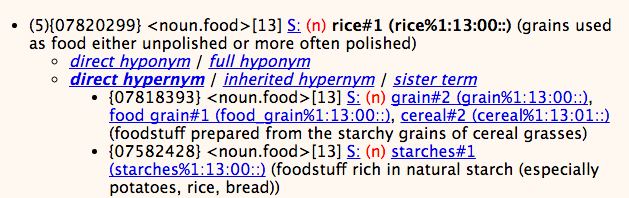 (5){07820299} <noun.food>[13] S: (n) rice#1 (rice%1:13:00::) (grains used
as food either unpolished or more often polished)
direct hyponym / full hyponym
direct hypernym / inherited hypernym / sister term
{07818393} <noun.food>[13] S: (n) grain#2 (grain%1:13:00::),
food grain#1 (food_grain%1:13:00::), cereal#2 (cereal%1:13:01::)
(foodstuff prepared from the starchy grains of cereal grasses)
{07582428} <noun.food>[13] S: (n) starches#1
(starches%1:13:00::) (foodstuff rich in natural starch (especially
potatoes, rice, bread))